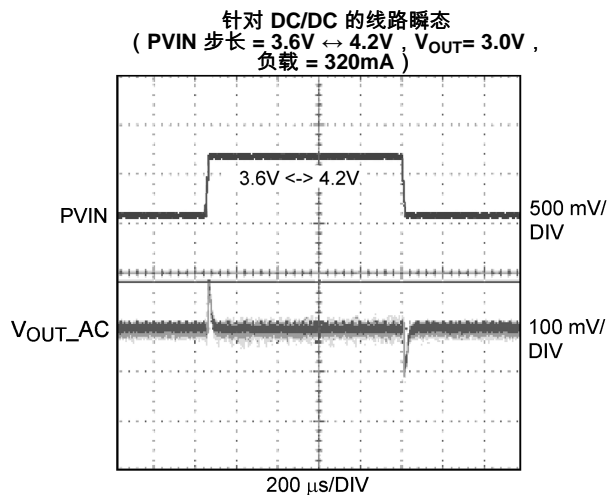 针对 DC/DC 的线路瞬态
（ PVIN 步长 = 3.6V ↔ 4.2V , VOUT= 3.0V ,
负载 = 320mA ）
3.6V <-> 4.2V
PVIN
500 mV/
DIV
VOUT_AC
100 mV/
DIV
200 µs/DIV